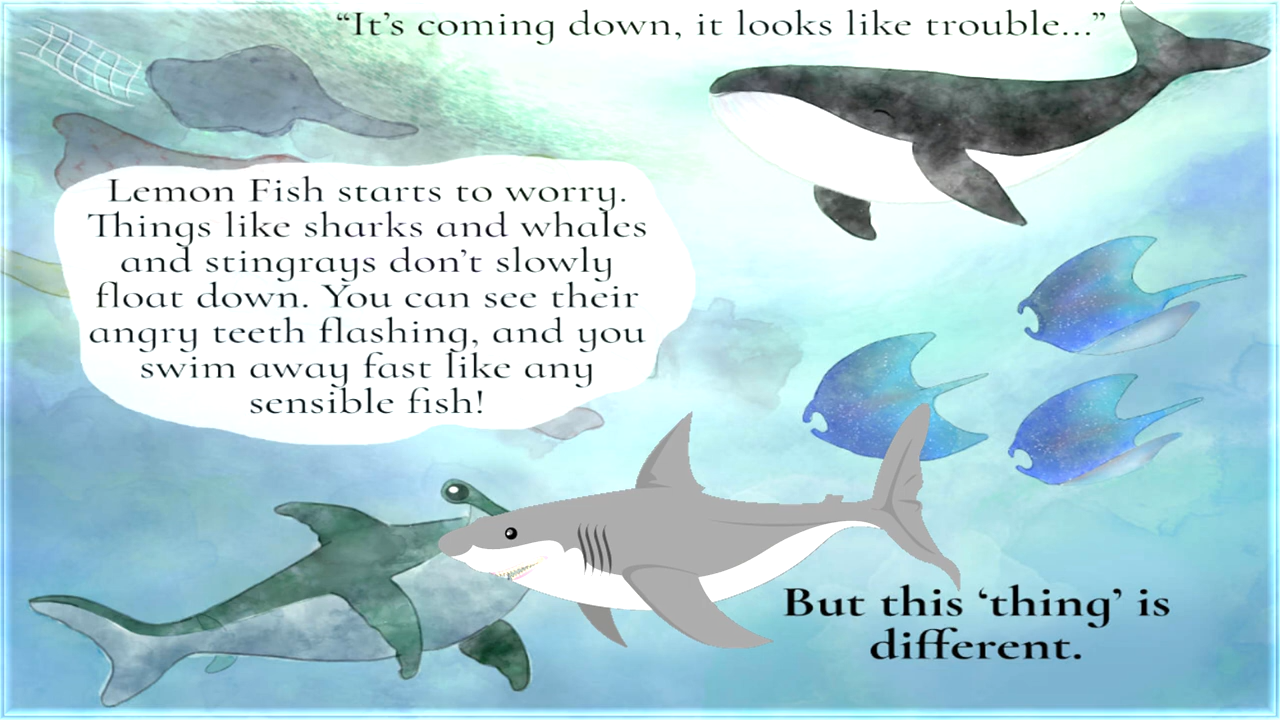 “It’s coming down, it looks like trouble...”
Lemon Fish starts to worry.
Things like sharks and whales
and stingrays don’t slowly
float down. You can see their
angry teeth flashing, and you
swim away fast like any
sensible fish!
But this ‘thing’ is
different.